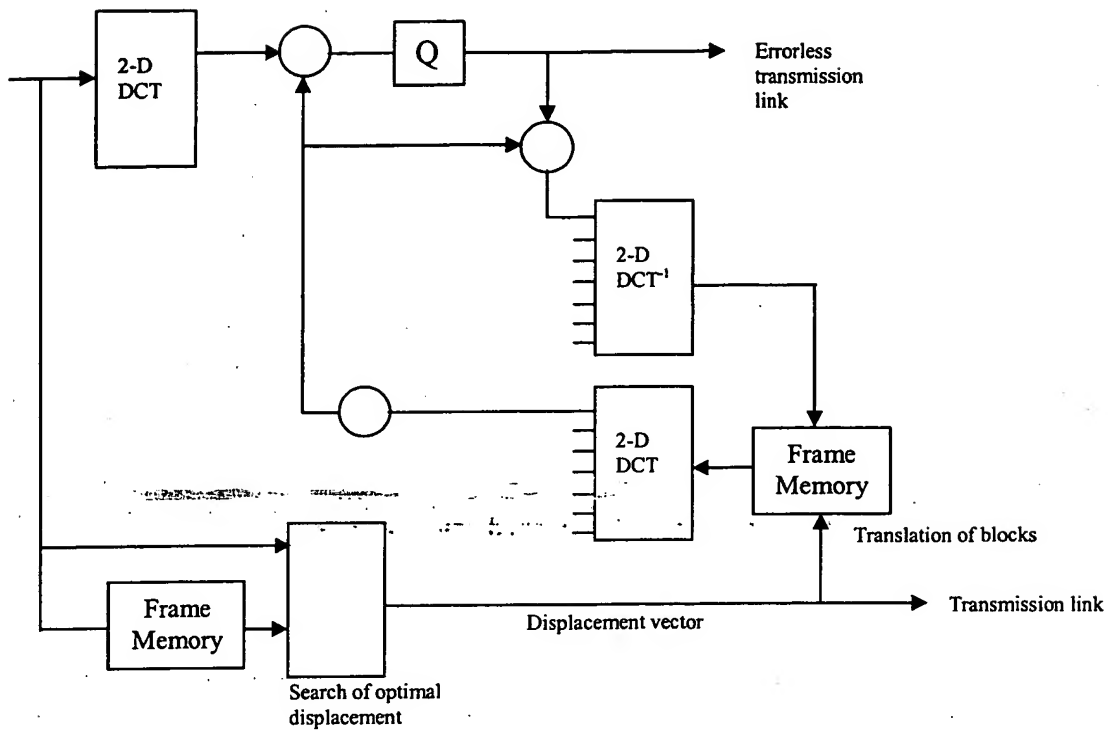 2-D
DCT
Q
Errorless
transmission
link
2-D
DCT⁻¹
2-D
DCT
Frame
Memory
Translation of blocks
Frame
Memory
Displacement vector
Transmission link
Search of optimal
displacement